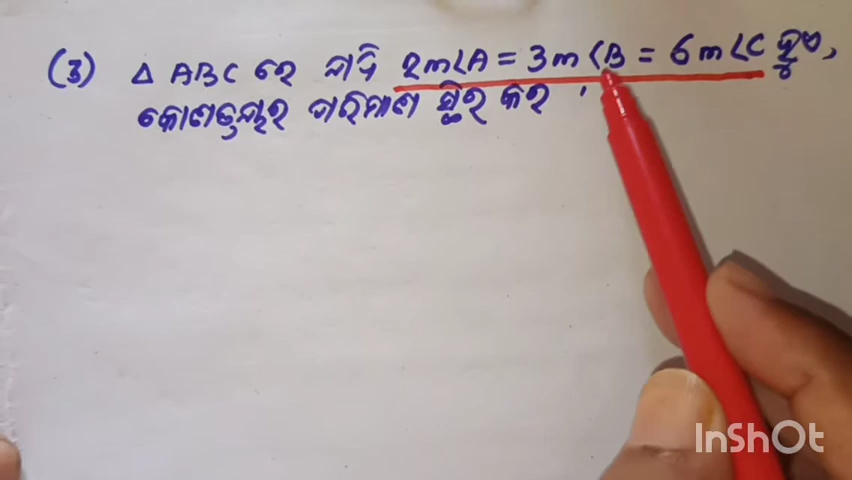 (3) Δ ABC ରେ ଯଦି 2m∠A = 3m∠B = 6m∠C ହୁଏ,
କୋଣତ୍ରୟର ପରିମାଣ ସ୍ଥିର କର ।
InShOt